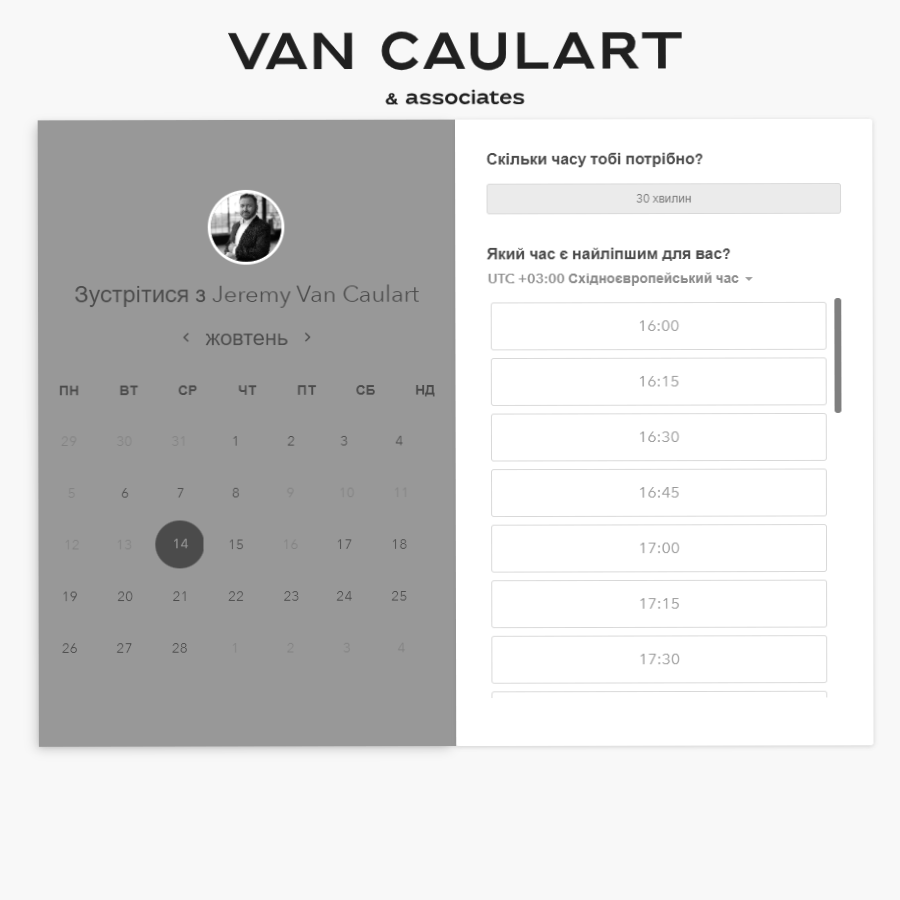 VAN CAULART
& associates
Зустрітися з Jeremy Van Caulart
жовтень
ПН ВТ СР ЧТ ПТ СБ НД
29 30 31 1 2 3 4
5 6 7 8 9 10 11
12 13 14 15 16 17 18
19 20 21 22 23 24 25
26 27 28 1 2 3 4
Скільки часу тобі потрібно?
30 хвилин
Який час є найліпшим для вас?
UTC +03:00 Східноєвропейський час
16:00
16:15
16:30
16:45
17:00
17:15
17:30